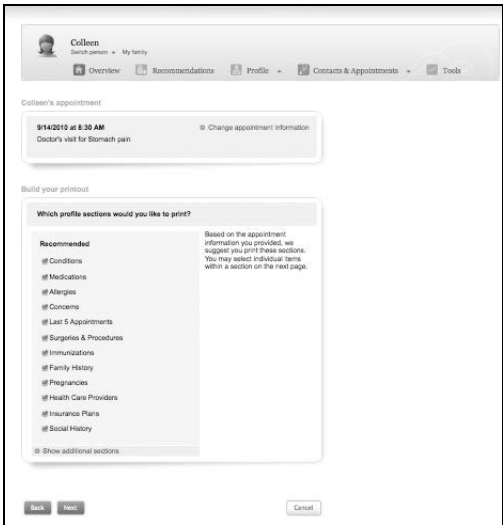 Colleen
Switch person My family
Overview Recommendations Profile Contacts & Appointments Tools
Colleen's appointment
9/14/2010 at 8:30 AM Change appointment information
Doctor's visit for Stomach pain
Build your printout
Which profile sections would you like to print?
Recommended
Conditions
Medications
Allergies
Concerns
Last 5 Appointments
Surgeries & Procedures
Immunizations
Family History
Pregnancies
Health Care Providers
Insurance Plans
Social History
Show additional sections
Based on the appointment
information you provided, we
suggest you print these sections.
You may select individual items
within a section on the next page.
Back Next Cancel